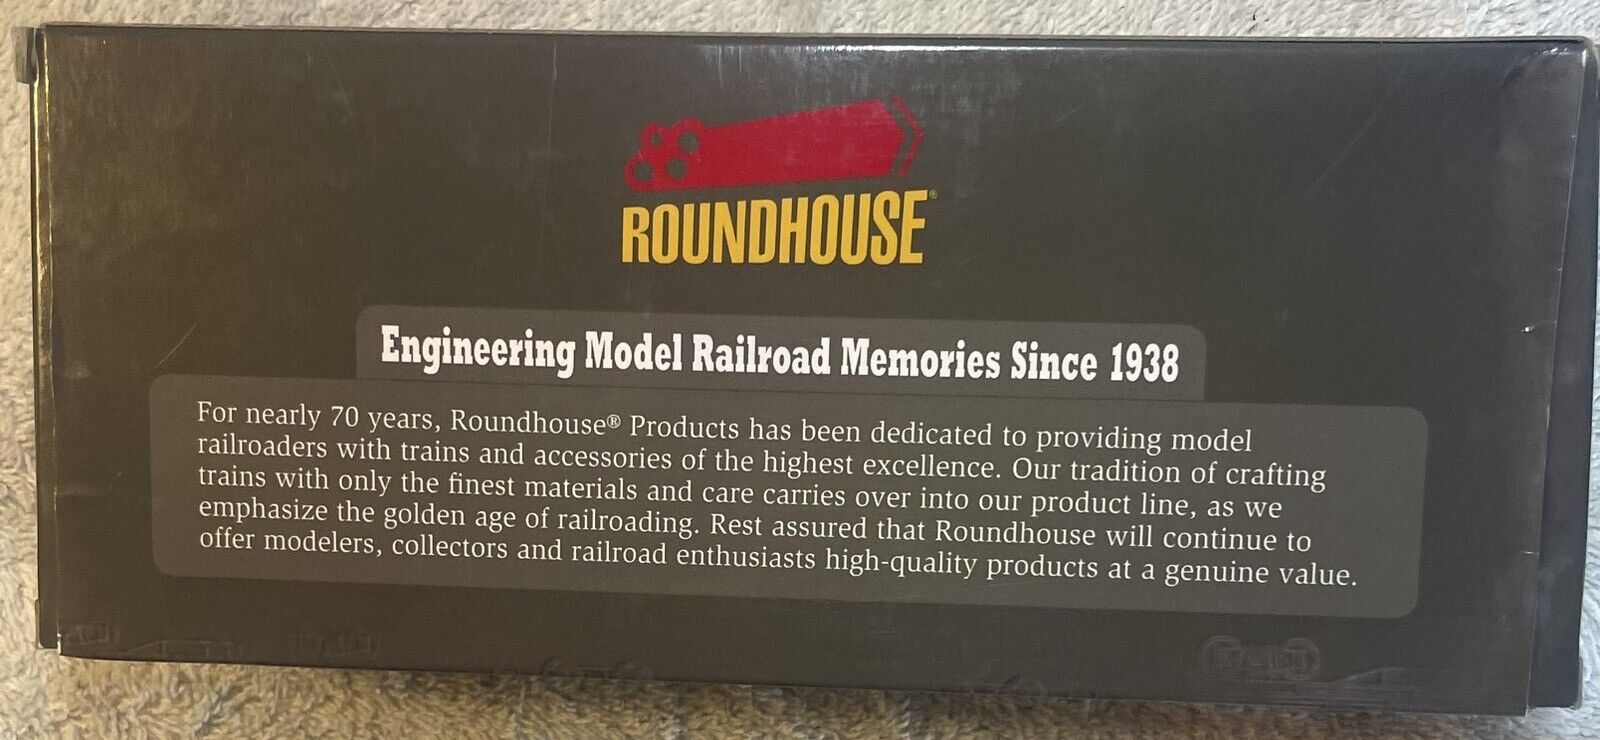 ROUNDHOUSE®
Engineering Model Railroad Memories Since 1938
For nearly 70 years, Roundhouse® Products has been dedicated to providing model
railroaders with trains and accessories of the highest excellence. Our tradition of crafting
trains with only the finest materials and care carries over into our product line, as we
emphasize the golden age of railroading. Rest assured that Roundhouse will continue to
offer modelers, collectors and railroad enthusiasts high-quality products at a genuine value.